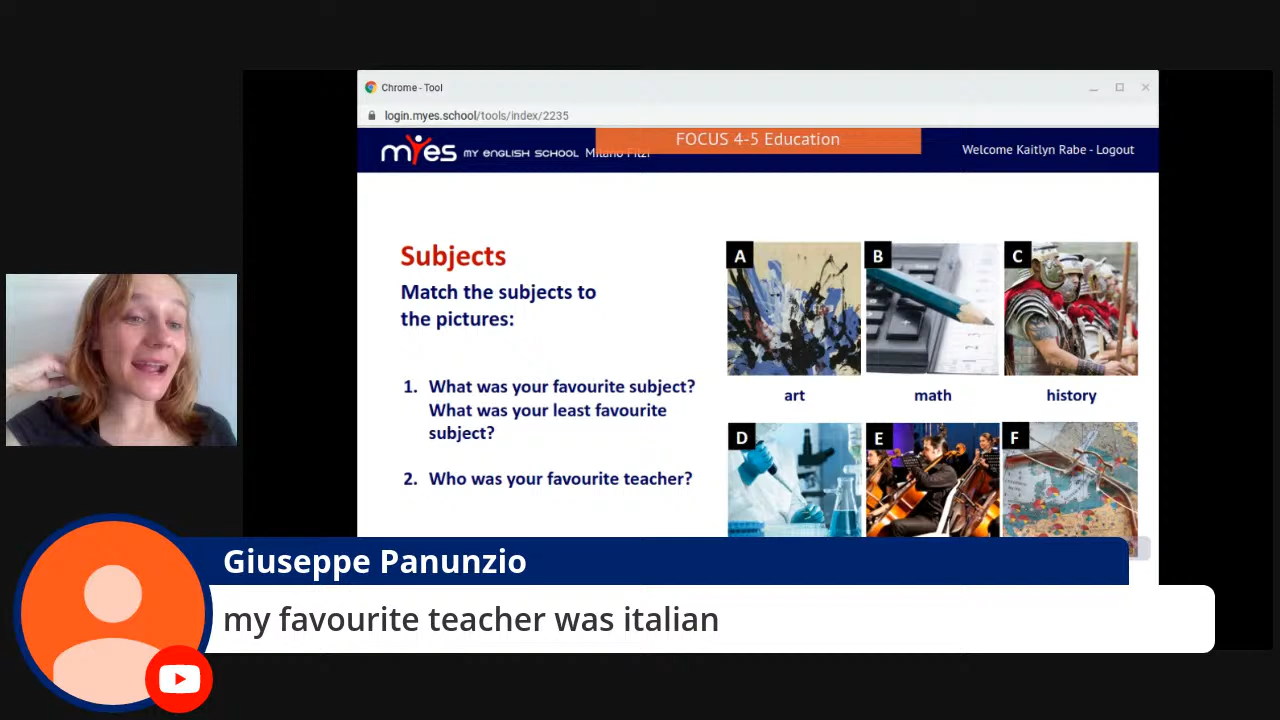 Chrome - Tool
login.myes.school/tools/index/2235
FOCUS 4-5 Education
myes MY ENGLISH SCHOOL Milano Filzi
Welcome Kaitlyn Rabe - Logout
Subjects
Match the subjects to
the pictures:
A
B
C
art
math
history
1. What was your favourite subject?
What was your least favourite
subject?
2. Who was your favourite teacher?
D
E
F
Giuseppe Panunzio
my favourite teacher was italian